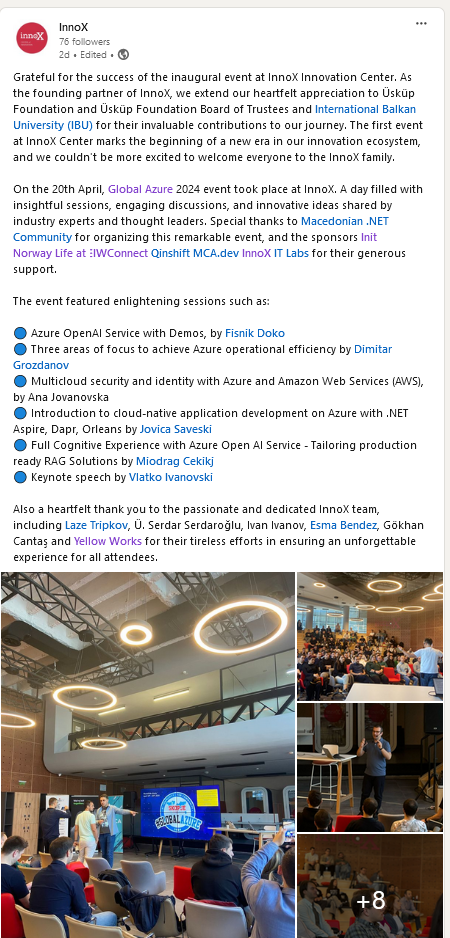 innoX
InnoX
76 followers
2d • Edited •
Grateful for the success of the inaugural event at InnoX Innovation Center. As
the founding partner of InnoX, we extend our heartfelt appreciation to Üsküp
Foundation and Üsküp Foundation Board of Trustees and International Balkan
University (IBU) for their invaluable contributions to our journey. The first event
at InnoX Center marks the beginning of a new era in our innovation ecosystem,
and we couldn't be more excited to welcome everyone to the InnoX family.
On the 20th April, Global Azure 2024 event took place at InnoX. A day filled with
insightful sessions, engaging discussions, and innovative ideas shared by
industry experts and thought leaders. Special thanks to Macedonian .NET
Community for organizing this remarkable event, and the sponsors Init
Norway Life at ⫶IWConnect Qinshift MCA.dev InnoX IT Labs for their generous
support.
The event featured enlightening sessions such as:
🔵 Azure OpenAI Service with Demos, by Fisnik Doko
🔵 Three areas of focus to achieve Azure operational efficiency by Dimitar
Grozdanov
🔵 Multicloud security and identity with Azure and Amazon Web Services (AWS),
by Ana Jovanovska
🔵 Introduction to cloud-native application development on Azure with .NET
Aspire, Dapr, Orleans by Jovica Saveski
🔵 Full Cognitive Experience with Azure Open AI Service - Tailoring production
ready RAG Solutions by Miodrag Cekikj
🔵 Keynote speech by Vlatko Ivanovski
Also a heartfelt thank you to the passionate and dedicated InnoX team,
including Laze Tripkov, Ü. Serdar Serdaroğlu, Ivan Ivanov, Esma Bendez, Gökhan
Cantaş and Yellow Works for their tireless efforts in ensuring an unforgettable
experience for all attendees.
GLOBAL AZURE
+8